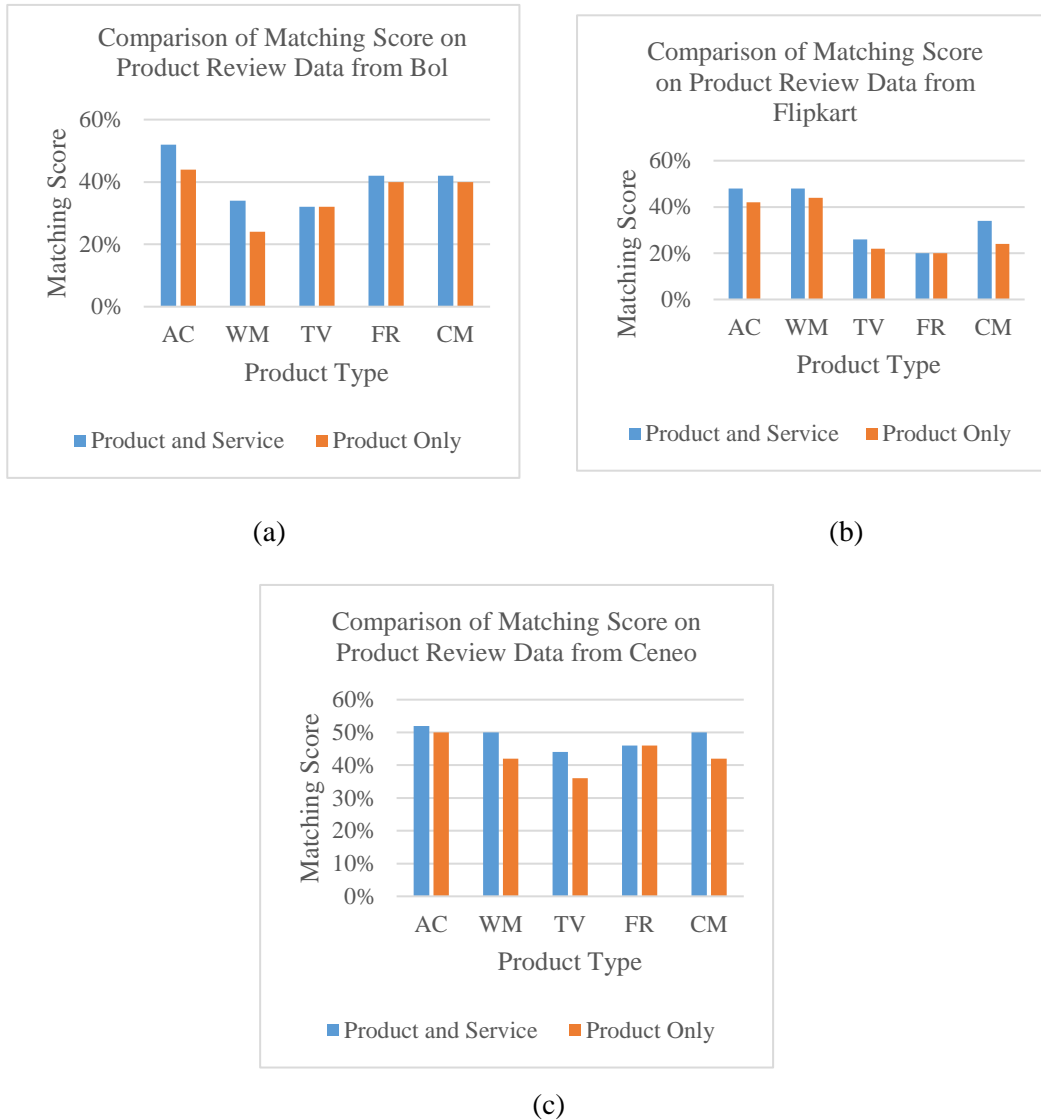 Comparison of Matching Score on
Product Review Data from Bol
60%
40%
20%
0%
Matching Score
AC WM TV FR CM
Product Type
Product and Service Product Only
(a)
Comparison of Matching Score
on Product Review Data from
Flipkart
60%
40%
20%
0%
Matching Score
AC WM TV FR CM
Product Type
Product and Service Product Only
(b)
Comparison of Matching Score on
Product Review Data from Ceneo
60%
50%
40%
30%
20%
10%
0%
Matching Score
AC WM TV FR CM
Product Type
Product and Service Product Only
(c)